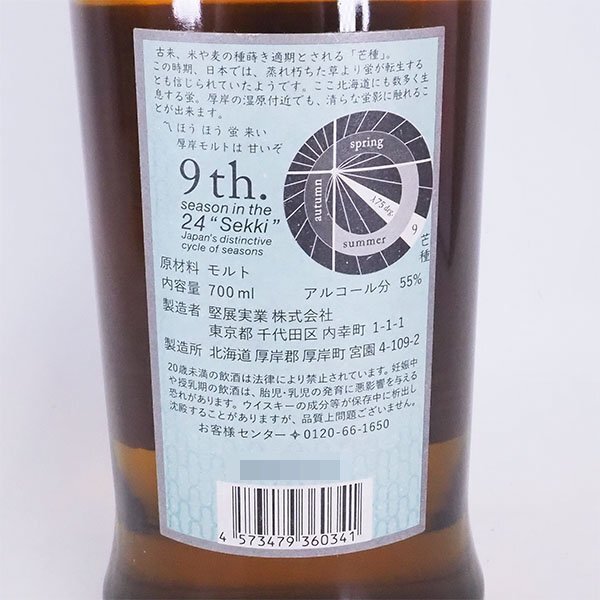 古来、米や麦の種蒔き適期とされる「芒種」。
この時期、日本では、蒸れ朽ちた草より蛍が転生する
とも信じられていたようです。ここ北海道にも数多く生
息する蛍。厚岸の湿原付近でも、清らな蛍影に触れるこ
とが出来ます。
〽 ほう ほう 蛍 来い
厚岸モルトは 甘いぞ
spring
autumn
λ75 deg.
summer
9
芒種
9th.
season in the
24 “Sekki”
Japan's distinctive
cycle of seasons
原材料 モルト
内容量 700ml アルコール分 55%
製造者 堅展実業 株式会社
東京都 千代田区 内幸町 1-1-1
製造所 北海道 厚岸郡 厚岸町 宮園 4-109-2
20歳未満の飲酒は法律により禁止されています。妊娠中
や授乳期の飲酒は、胎児・乳児の発育に悪影響を与える
恐れがあります。ウイスキーの成分等が保存中に析出し
沈殿することがありますが、品質上問題ございません。
お客様センター✧0120-66-1650
4 573479 360341